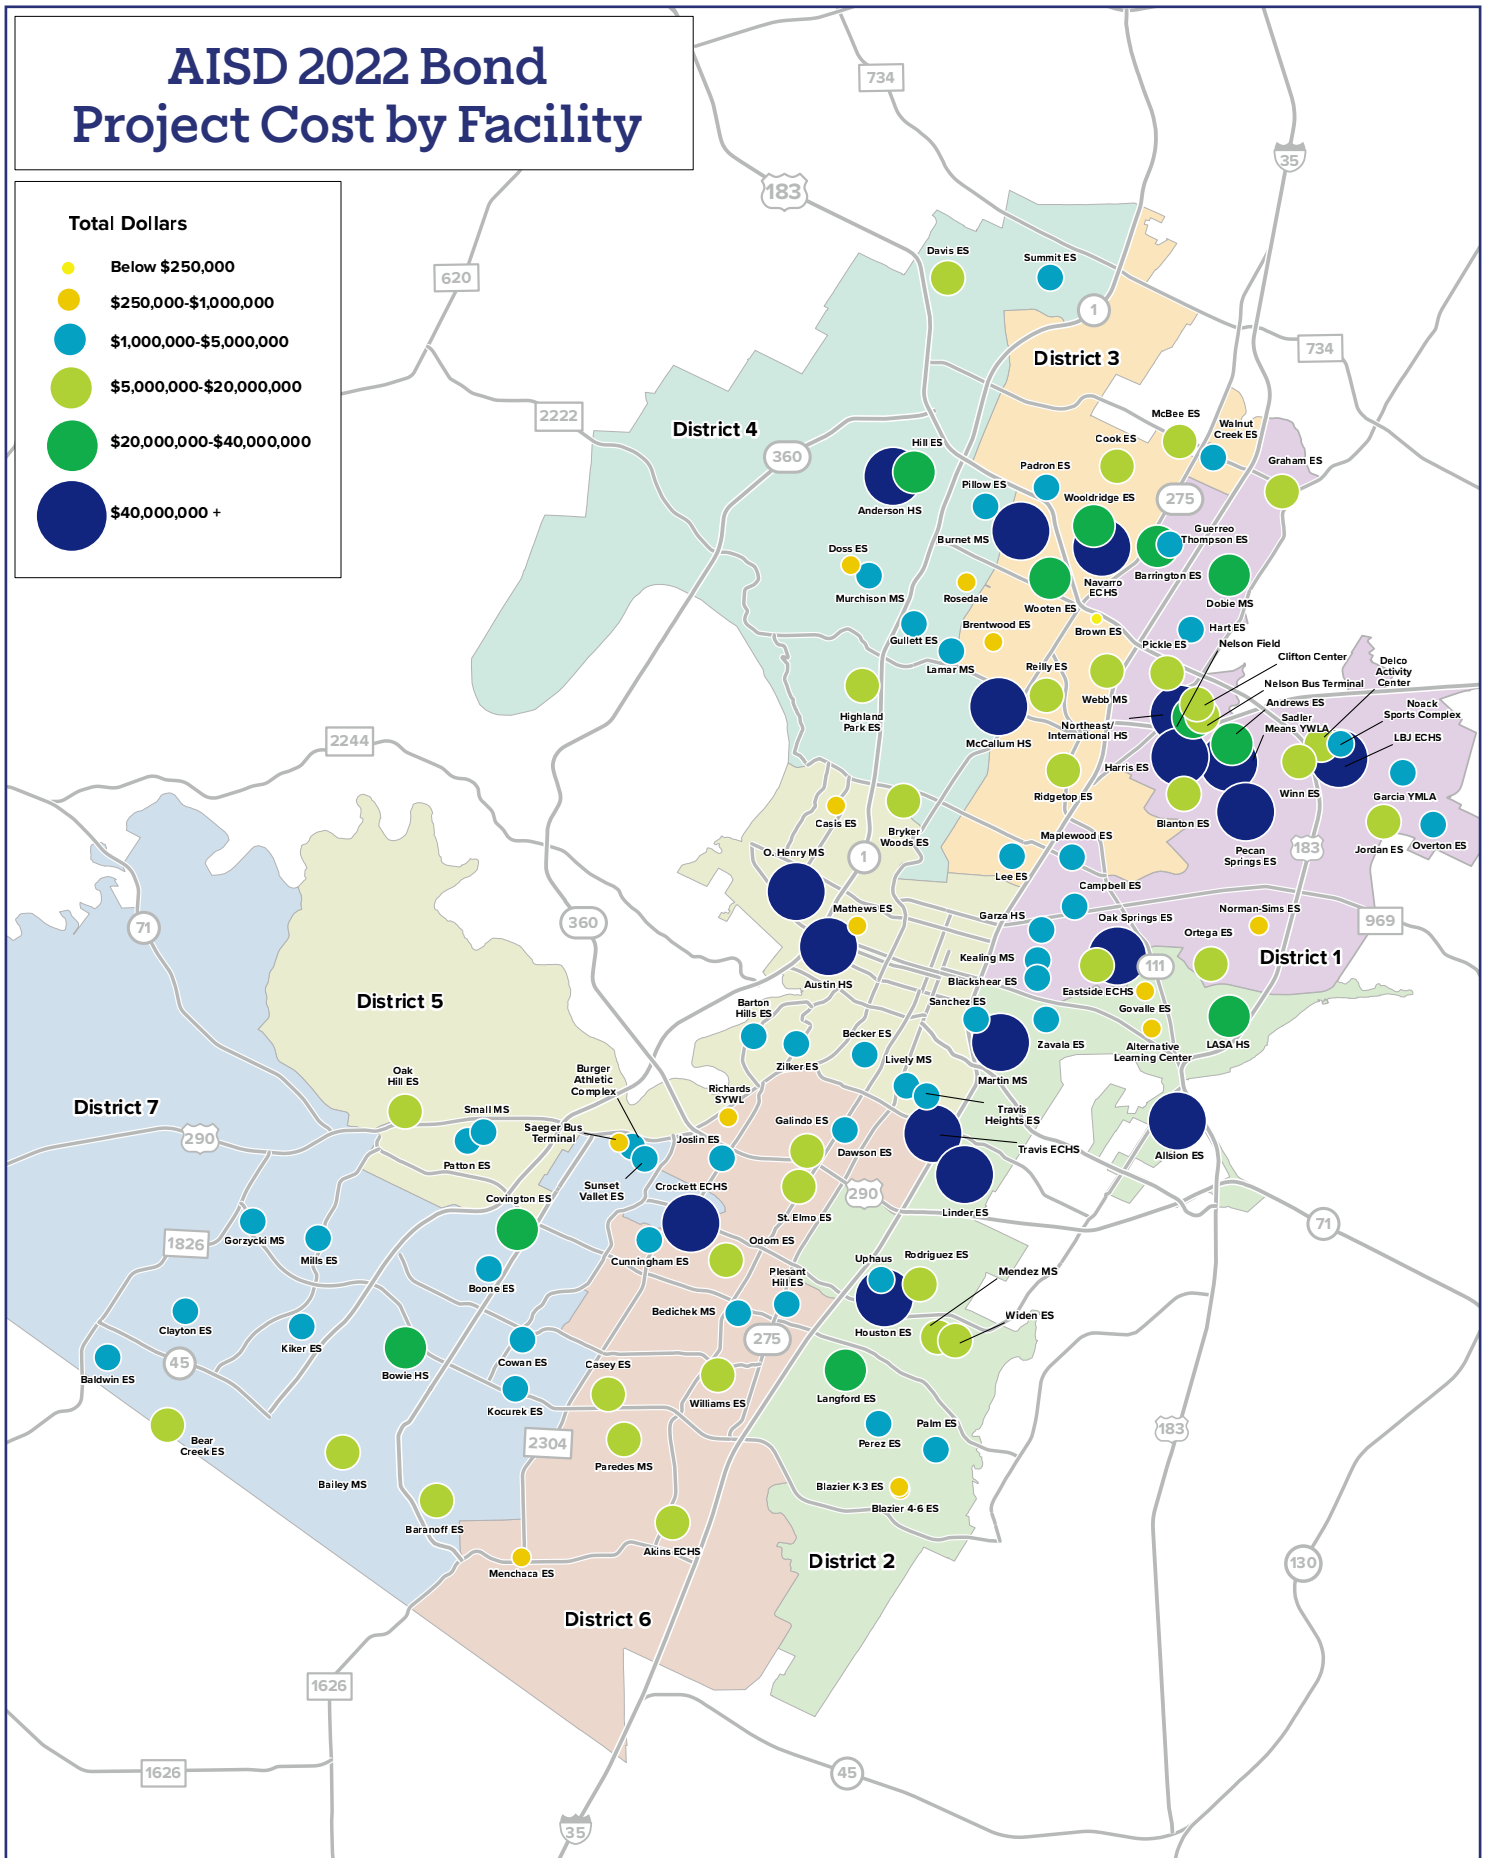 AISD 2022 Bond
Project Cost by Facility
Total Dollars
Below $250,000
$250,000-$1,000,000
$1,000,000-$5,000,000
$5,000,000-$20,000,000
$20,000,000-$40,000,000
$40,000,000 +
734
35
183
620
Davis ES
Summit ES
1
734
District 3
2222
District 4
360
McBee ES
Walnut
Creek ES
Cook ES
Hill ES
Graham ES
Padron ES
Pillow ES
Wooldridge ES
275
Anderson HS
Burnet MS
Guerreo
Thompson ES
Doss ES
Barrington ES
Navarro
ECHS
Murchison MS
Rosedale
Wooten ES
Dobie MS
Brentwood ES
Brown ES
Hart ES
Gullett ES
Pickle ES
Nelson Field
Clifton Center
Lamar MS
Reilly ES
Delco
Activity
Center
Nelson Bus Terminal
Webb MS
Andrews ES
Noack
Sports Complex
Highland
Park ES
Northeast/
International HS
Sadler
Means YWLA
McCallum HS
LBJ ECHS
2244
Harris ES
Ridgetop ES
Winn ES
Garcia YMLA
Casis ES
Bryker
Woods ES
Blanton ES
Maplewood ES
O. Henry MS
1
Pecan
Springs ES
183
Jordan ES
Overton ES
Lee ES
Campbell ES
Mathews ES
Garza HS
Oak Springs ES
Norman-Sims ES
969
71
360
Ortega ES
Kealing MS
District 1
111
Austin HS
Blackshear ES
Eastside ECHS
District 5
Barton
Hills ES
Sanchez ES
Govalle ES
Becker ES
Zavala ES
LASA HS
Alternative
Learning Center
Zilker ES
Lively MS
Oak
Hill ES
Burger
Athletic
Complex
Martin MS
Richards
SYWL
District 7
Small MS
Travis
Heights ES
290
Saeger Bus
Terminal
Galindo ES
Joslin ES
Dawson ES
Travis ECHS
Allsion ES
Patton ES
Sunset
Vallet ES
Crockett ECHS
290
Covington ES
St. Elmo ES
Linder ES
71
1826
Gorzycki MS
Mills ES
Cunningham ES
Odom ES
Uphaus
Rodriguez ES
Boone ES
Plesant
Hill ES
Mendez MS
Bedichek MS
Widen ES
Clayton ES
Kiker ES
Houston ES
275
45
Baldwin ES
Bowie HS
Cowan ES
Casey ES
Williams ES
Langford ES
Kocurek ES
Bear
Creek ES
2304
Palm ES
183
Perez ES
Bailey MS
Paredes MS
Blazier K-3 ES
Blazier 4-6 ES
Baranoff ES
Akins ECHS
District 2
130
Menchaca ES
District 6
1626
1626
45
35